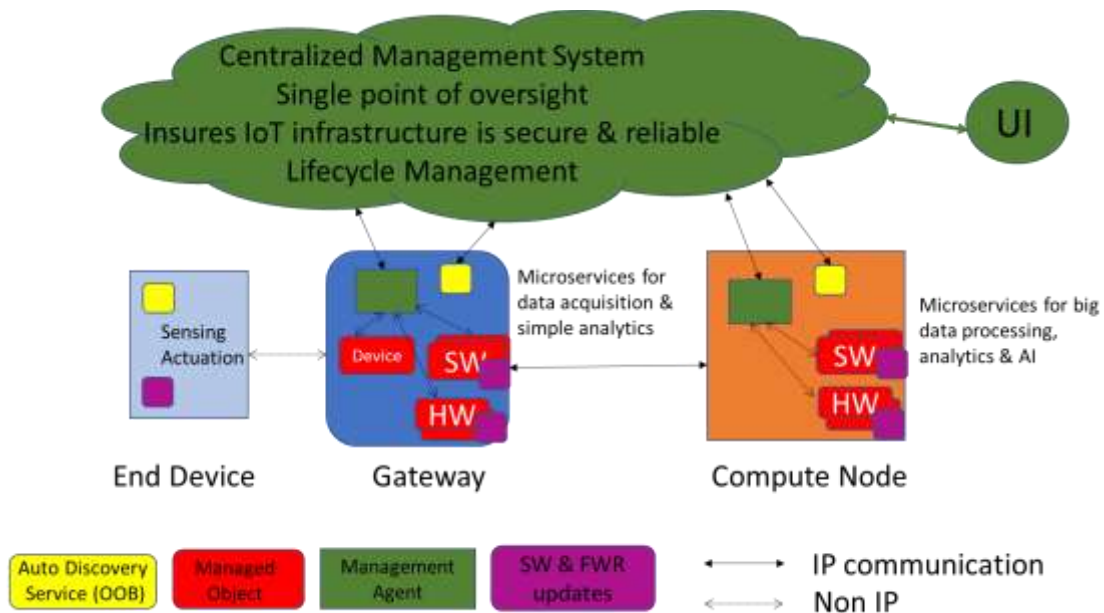 Centralized Management System
Single point of oversight
Insures IoT infrastructure is secure & reliable
Lifecycle Management
UI
Sensing
Actuation
Device
SW
HW
Microservices for
data acquisition &
simple analytics
SW
HW
Microservices for big
data processing,
analytics & AI
End Device
Gateway
Compute Node
Auto Discovery
Service (OOB)
Managed
Object
Management
Agent
SW & FWR
updates
IP communication
Non IP